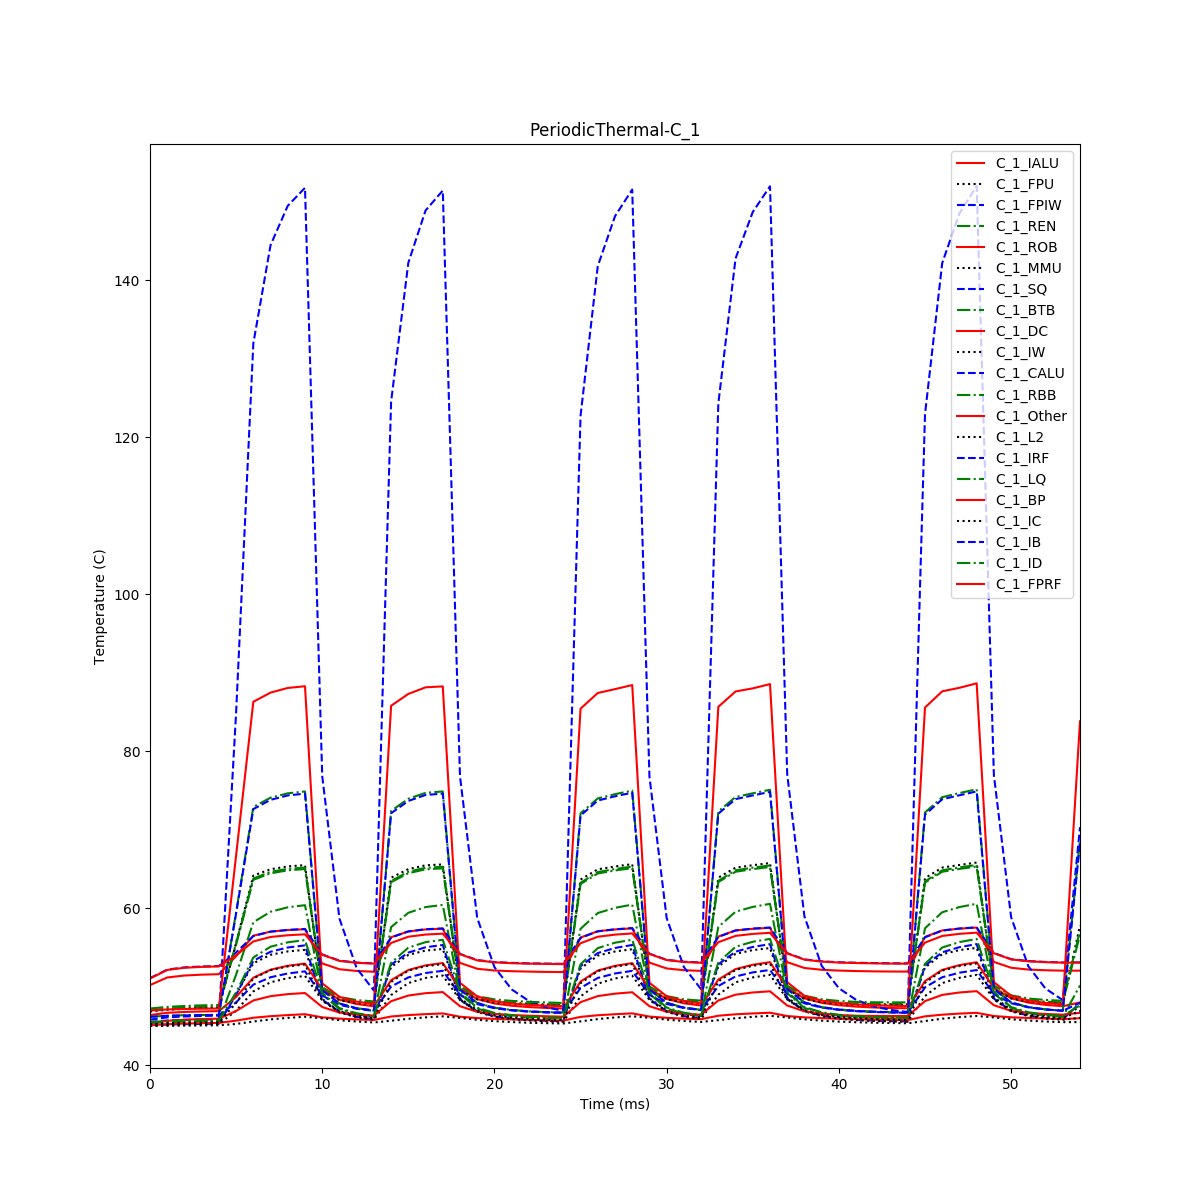 PeriodicThermal-C_1
C_1_IALU
C_1_FPU
C_1_FPIW
C_1_REN
C_1_ROB
C_1_MMU
C_1_SQ
C_1_BTB
C_1_DC
C_1_IW
C_1_CALU
C_1_RBB
C_1_Other
C_1_L2
C_1_IRF
C_1_LQ
C_1_BP
C_1_IC
C_1_IB
C_1_ID
C_1_FPRF
Temperature (C)
140
120
100
80
60
40
0 10 20 30 40 50
Time (ms)